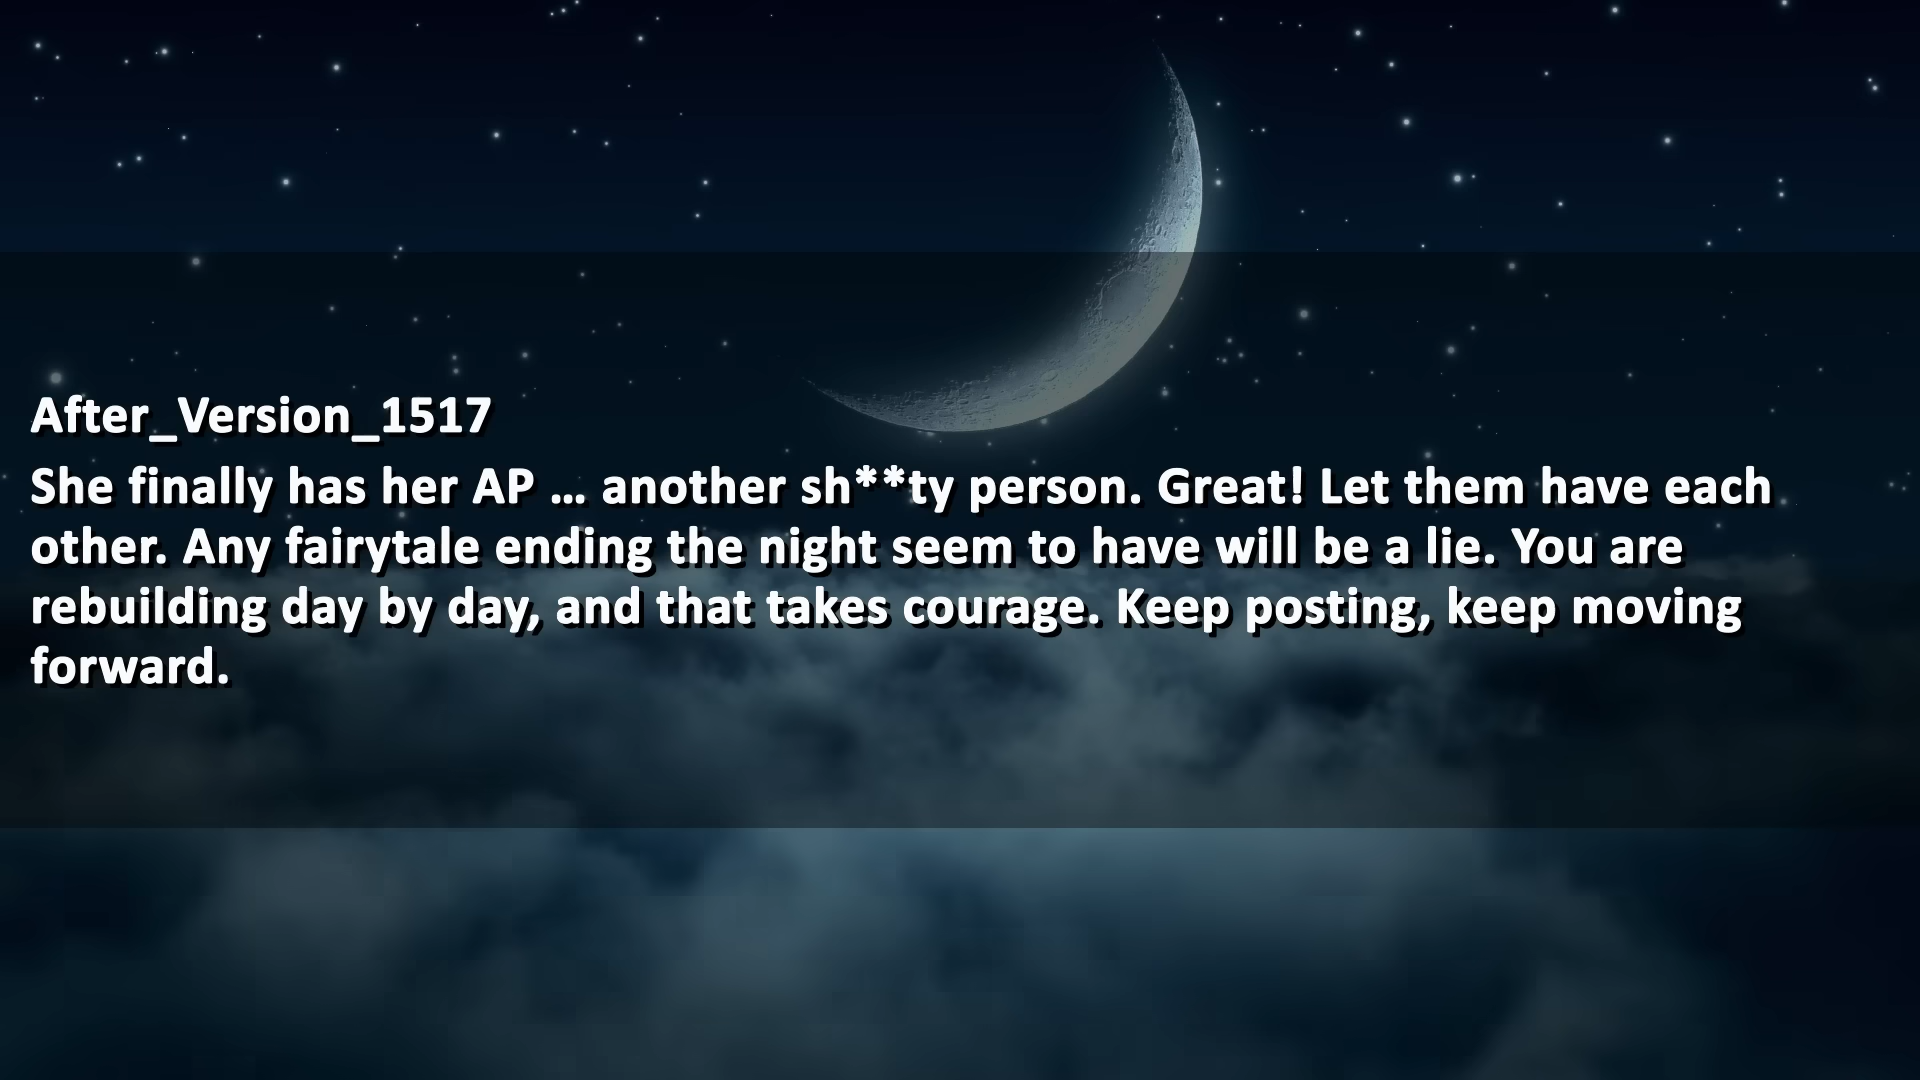 After_Version_1517
She finally has her AP ... another sh**ty person. Great! Let them have each
other. Any fairytale ending the night seem to have will be a lie. You are
rebuilding day by day, and that takes courage. Keep posting, keep moving
forward.